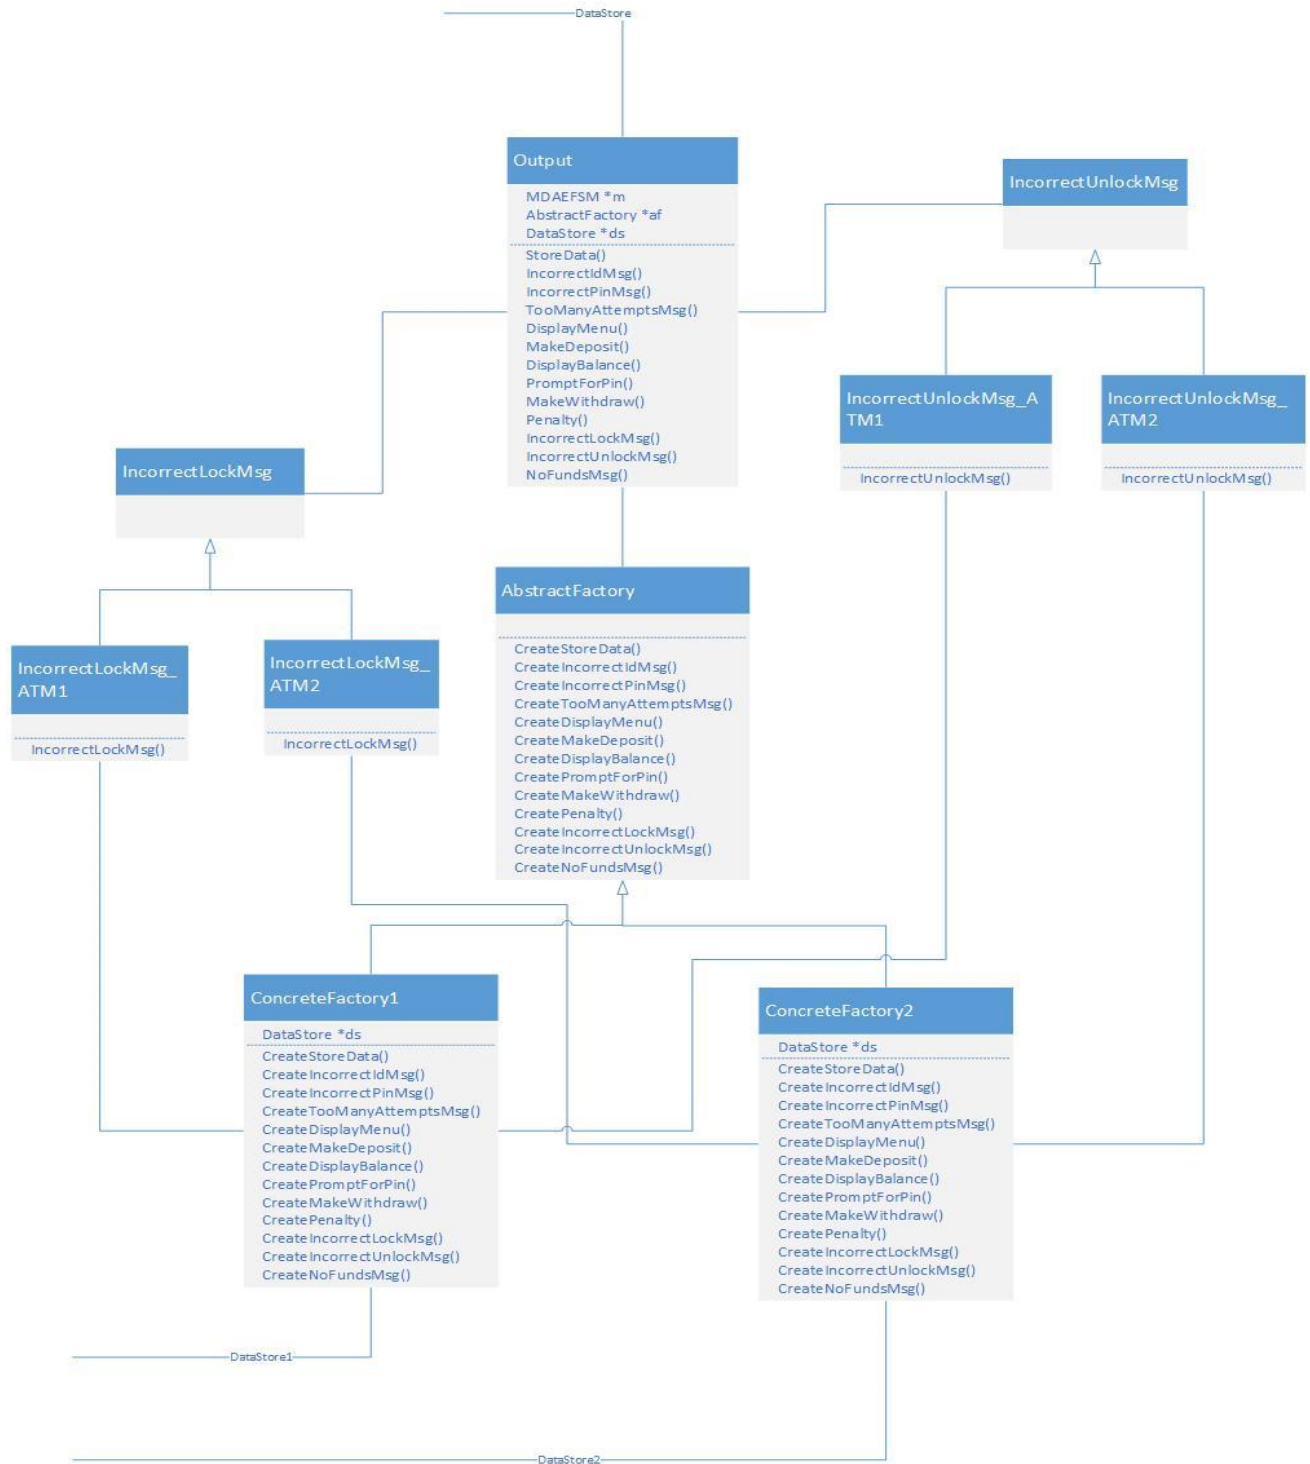 DataStore
Output
MDAEFSM *m
AbstractFactory *af
DataStore *ds
StoreData()
IncorrectIdMsg()
IncorrectPinMsg()
TooManyAttemptsMsg()
DisplayMenu()
MakeDeposit()
DisplayBalance()
PromptForPin()
MakeWithdraw()
Penalty()
IncorrectLockMsg()
IncorrectUnlockMsg()
NoFundsMsg()
IncorrectUnlockMsg
IncorrectUnlockMsg_A
TM1
IncorrectUnlockMsg()
IncorrectUnlockMsg_
ATM2
IncorrectUnlockMsg()
IncorrectLockMsg
IncorrectLockMsg_
ATM1
IncorrectLockMsg()
IncorrectLockMsg_
ATM2
IncorrectLockMsg()
AbstractFactory
CreateStoreData()
CreateIncorrectIdMsg()
CreateIncorrectPinMsg()
CreateTooManyAttemptsMsg()
CreateDisplayMenu()
CreateMakeDeposit()
CreateDisplayBalance()
CreatePromptForPin()
CreateMakeWithdraw()
CreatePenalty()
CreateIncorrectLockMsg()
CreateIncorrectUnlockMsg()
CreateNoFundsMsg()
ConcreteFactory1
DataStore *ds
CreateStoreData()
CreateIncorrectIdMsg()
CreateIncorrectPinMsg()
CreateTooManyAttemptsMsg()
CreateDisplayMenu()
CreateMakeDeposit()
CreateDisplayBalance()
CreatePromptForPin()
CreateMakeWithdraw()
CreatePenalty()
CreateIncorrectLockMsg()
CreateIncorrectUnlockMsg()
CreateNoFundsMsg()
ConcreteFactory2
DataStore *ds
CreateStoreData()
CreateIncorrectIdMsg()
CreateIncorrectPinMsg()
CreateTooManyAttemptsMsg()
CreateDisplayMenu()
CreateMakeDeposit()
CreateDisplayBalance()
CreatePromptForPin()
CreateMakeWithdraw()
CreatePenalty()
CreateIncorrectLockMsg()
CreateIncorrectUnlockMsg()
CreateNoFundsMsg()
DataStore1
DataStore2